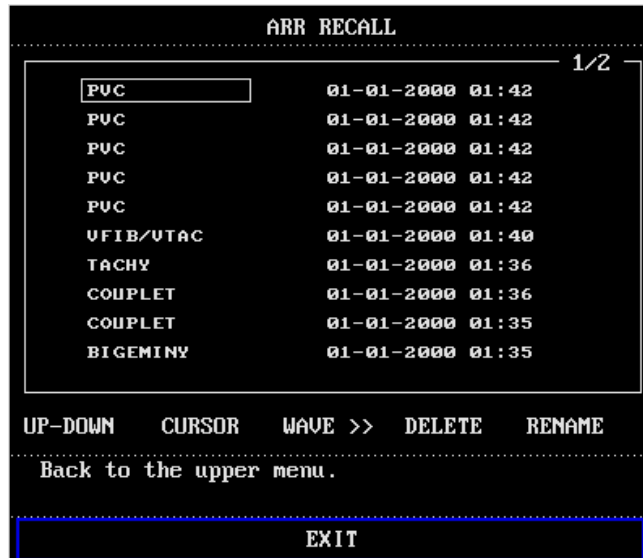 ARR RECALL
1/2
PVC 01-01-2000 01:42
PVC 01-01-2000 01:42
PVC 01-01-2000 01:42
PVC 01-01-2000 01:42
PVC 01-01-2000 01:42
VFIB/VTAC 01-01-2000 01:40
TACHY 01-01-2000 01:36
COUPLET 01-01-2000 01:36
COUPLET 01-01-2000 01:35
BIGEMINY 01-01-2000 01:35
UP-DOWN CURSOR WAVE >> DELETE RENAME
Back to the upper menu.
EXIT